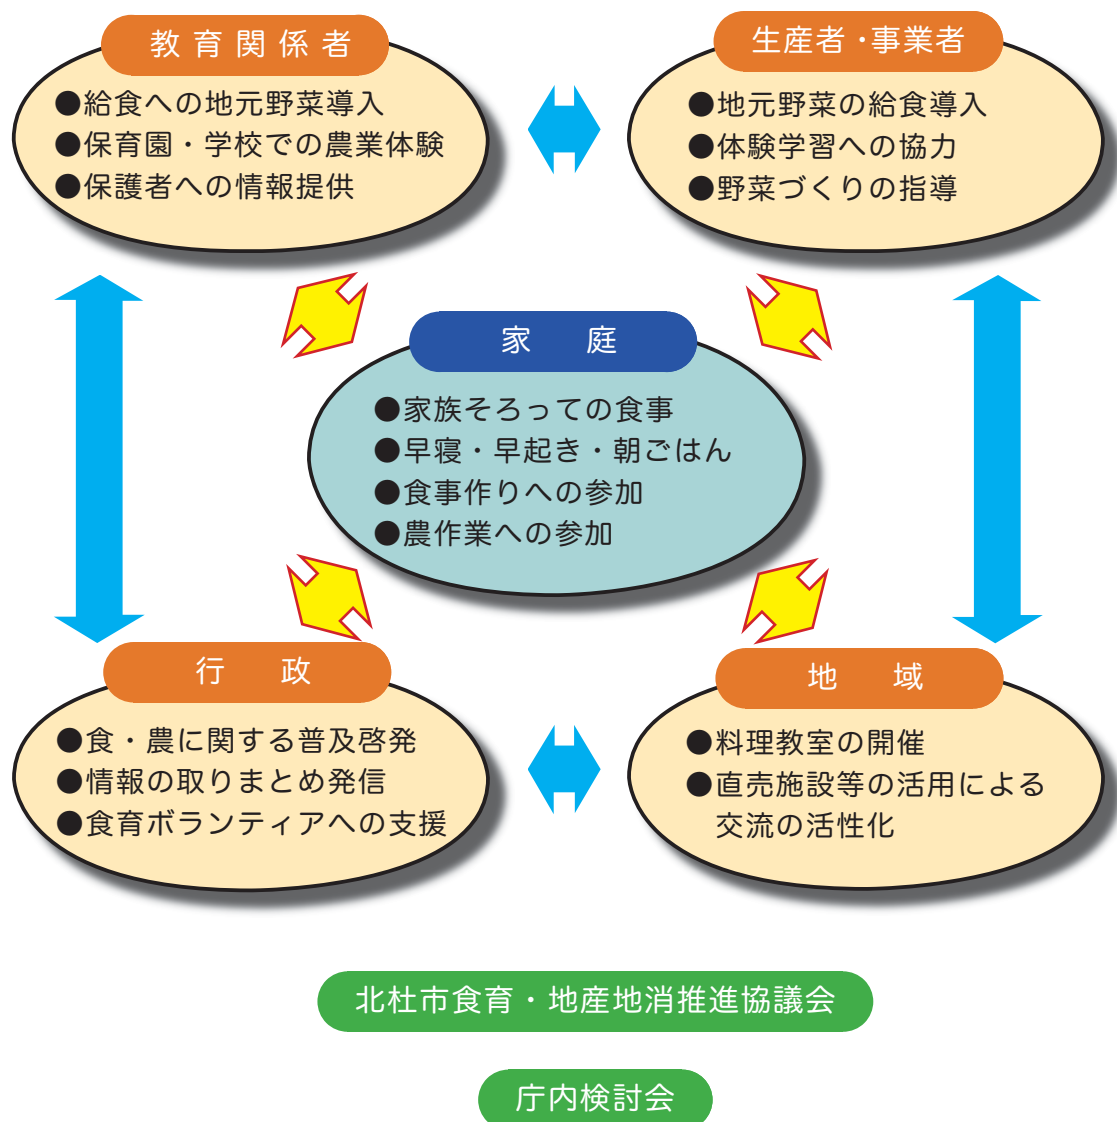 教育関係者
●給食への地元野菜導入
●保育園・学校での農業体験
●保護者への情報提供
生産者・事業者
●地元野菜の給食導入
●体験学習への協力
●野菜づくりの指導
家　庭
●家族そろっての食事
●早寝・早起き・朝ごはん
●食事作りへの参加
●農作業への参加
行　政
●食・農に関する普及啓発
●情報の取りまとめ発信
●食育ボランティアへの支援
地　域
●料理教室の開催
●直売施設等の活用による
交流の活性化
北杜市食育・地産地消推進協議会
庁内検討会